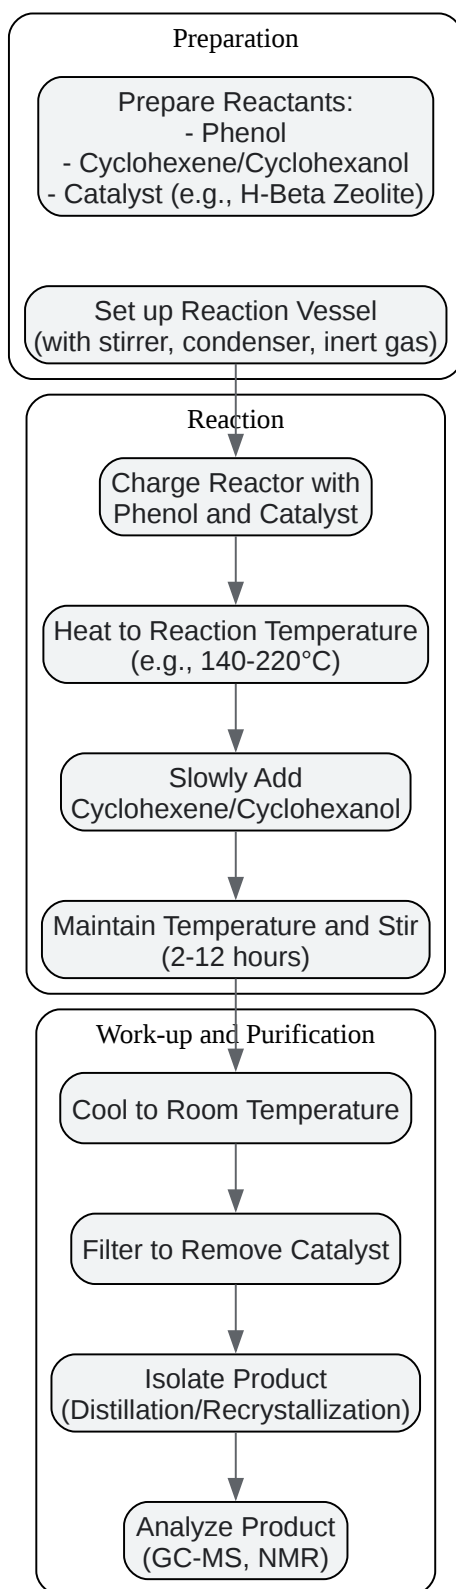 Preparation
Prepare Reactants:
- Phenol
- Cyclohexene/Cyclohexanol
- Catalyst (e.g., H-Beta Zeolite)
Set up Reaction Vessel
(with stirrer, condenser, inert gas)
Reaction
Charge Reactor with
Phenol and Catalyst
Heat to Reaction Temperature
(e.g., 140-220°C)
Slowly Add
Cyclohexene/Cyclohexanol
Maintain Temperature and Stir
(2-12 hours)
Work-up and Purification
Cool to Room Temperature
Filter to Remove Catalyst
Isolate Product
(Distillation/Recrystallization)
Analyze Product
(GC-MS, NMR)